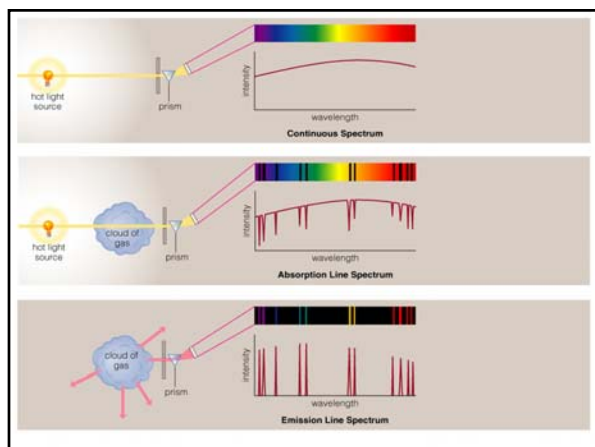 hot light
source
prism
intensity
wavelength
Continuous Spectrum
hot light
source
cloud of
gas
prism
intensity
wavelength
Absorption Line Spectrum
cloud of
gas
prism
intensity
wavelength
Emission Line Spectrum